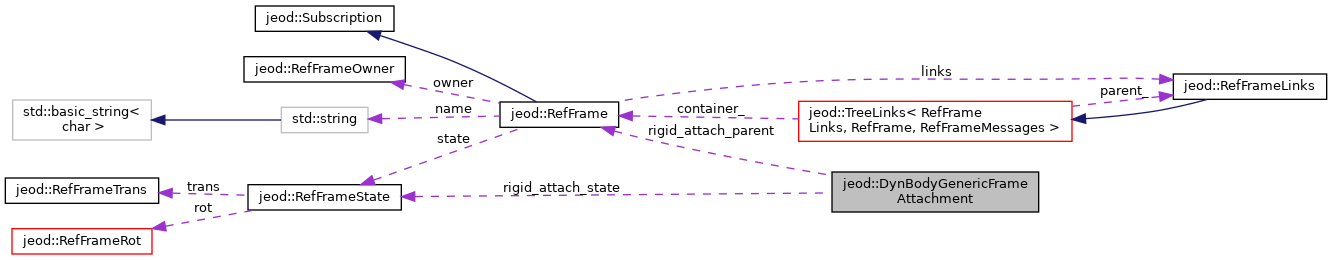 jeod::Subscription
jeod::RefFrameOwner
owner
links
jeod::RefFrameLinks
parent_
std::basic_string<
char >
std::string
name
jeod::RefFrame
container_
jeod::TreeLinks< RefFrame
Links, RefFrame, RefFrameMessages >
rigid_attach_parent
state
jeod::RefFrameTrans
trans
jeod::RefFrameState
rigid_attach_state
jeod::DynBodyGenericFrame
Attachment
rot
jeod::RefFrameRot